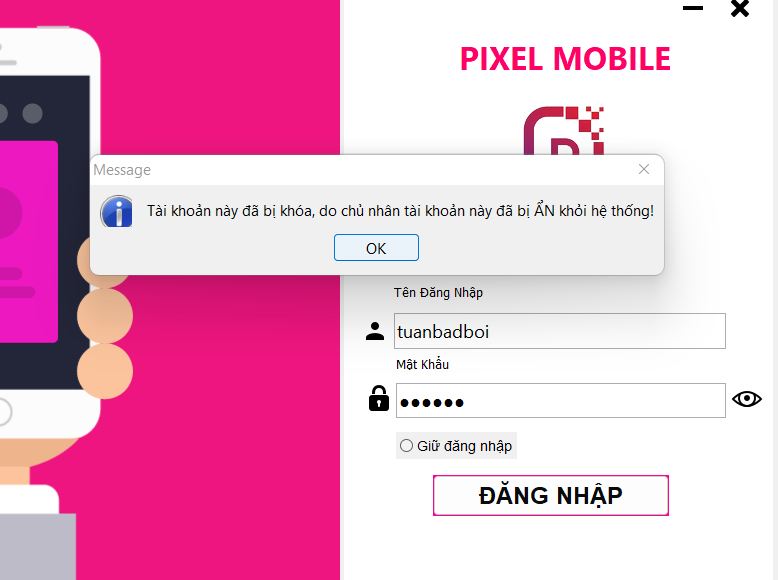 PIXEL MOBILE
Message
Tài khoản này đã bị khóa, do chủ nhân tài khoản này đã bị ẨN khỏi hệ thống!
OK
Tên Đăng Nhập
tuanbadboi
Mật Khẩu
Giữ đăng nhập
ĐĂNG NHẬP